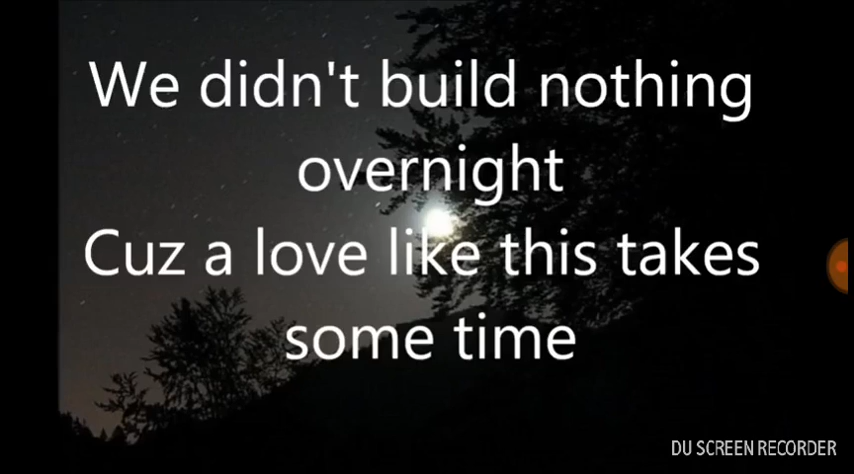 We didn't build nothing
overnight
Cuz a love like this takes
some time
DU SCREEN RECORDER